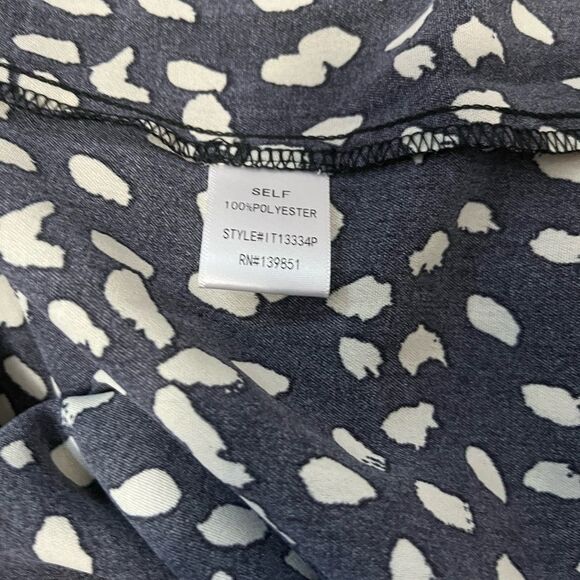 SELF
100%POLYESTER
STYLE#IT13334P
RN#139851